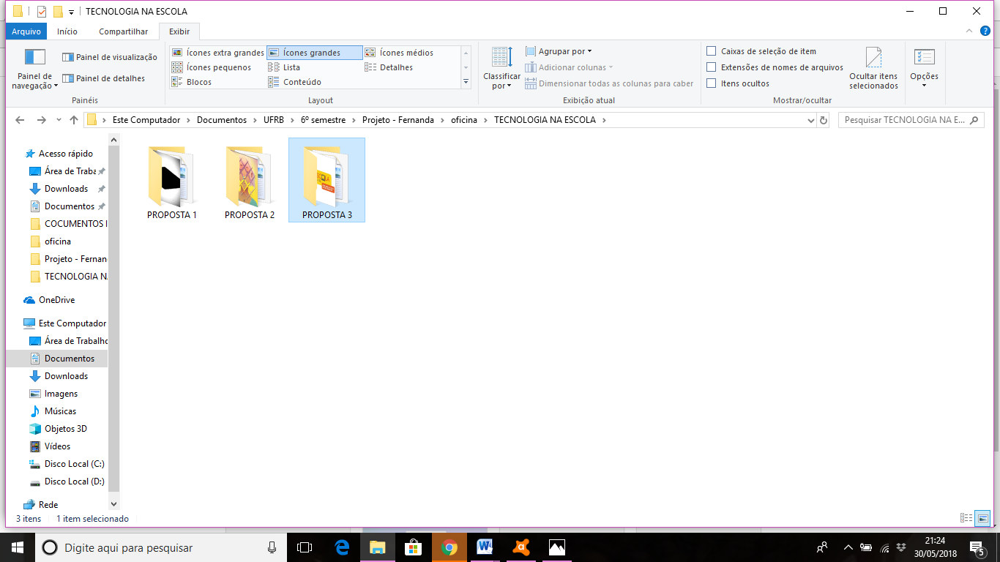 TECNOLOGIA NA ESCOLA
Arquivo Início Compartilhar Exibir
Painel de navegação
Painel de visualização
Painel de detalhes
Painéis
Ícones extra grandes Ícones grandes Ícones médios
Ícones pequenos Lista Detalhes
Blocos Conteúdo
Layout
Classificar por
Agrupar por
Adicionar colunas
Dimensionar todas as colunas para caber
Exibição atual
Caixas de seleção de item
Extensões de nomes de arquivos
Itens ocultos
Ocultar itens selecionados
Mostrar/ocultar
Opções
Este Computador > Documentos > UFRB > 6º semestre > Projeto - Fernanda > oficina > TECNOLOGIA NA ESCOLA >
Pesquisar TECNOLOGIA NA E...
Acesso rápido
Área de Traba
Downloads
Documentos
COCUMENTOS I
oficina
Projeto - Fernan
TECNOLOGIA N
OneDrive
Este Computador
Área de Trabalho
Documentos
Downloads
Imagens
Músicas
Objetos 3D
Vídeos
Disco Local (C:)
Disco Local (D:)
Rede
PROPOSTA 1
PROPOSTA 2
PROPOSTA 3
3 itens 1 item selecionado
Digite aqui para pesquisar
21:24
30/05/2018
5